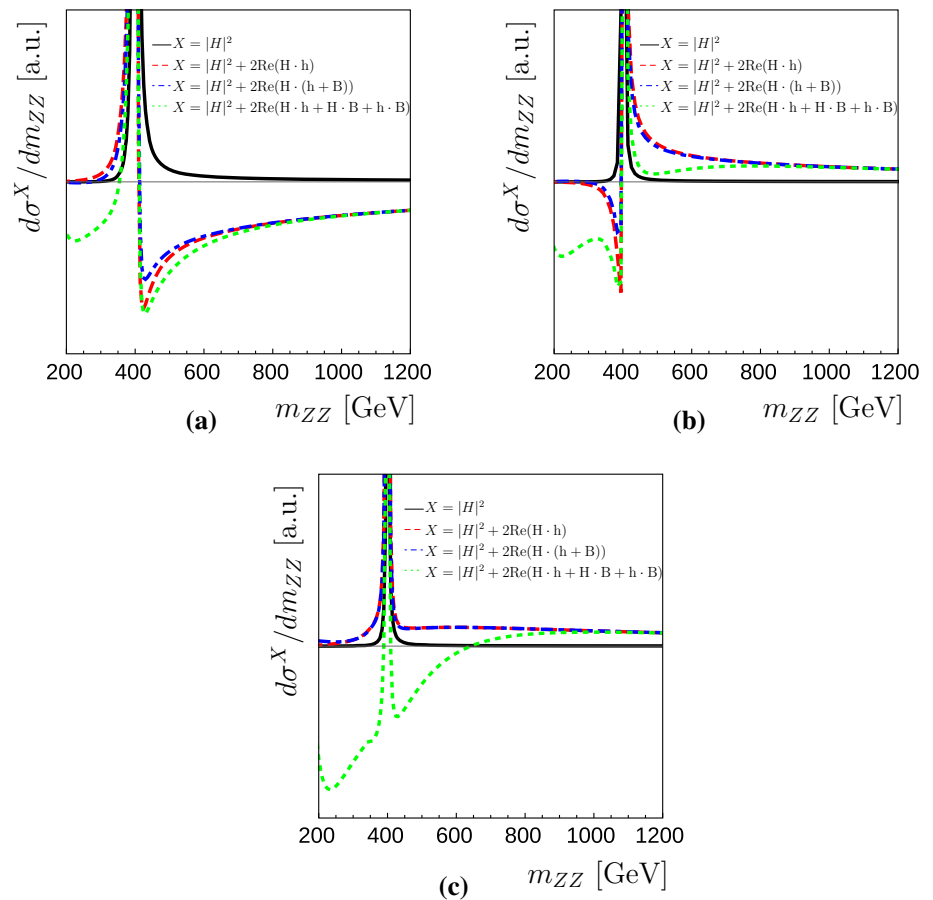 dσ^X/dm_ZZ [a.u.]
X = |H|²
X = |H|² + 2Re(H · h)
X = |H|² + 2Re(H · (h + B))
X = |H|² + 2Re(H · h + H · B + h · B)
200 400 600 800 1000 1200
m_ZZ [GeV]
(a)
dσ^X/dm_ZZ [a.u.]
X = |H|²
X = |H|² + 2Re(H · h)
X = |H|² + 2Re(H · (h + B))
X = |H|² + 2Re(H · h + H · B + h · B)
200 400 600 800 1000 1200
m_ZZ [GeV]
(b)
dσ^X/dm_ZZ [a.u.]
X = |H|²
X = |H|² + 2Re(H · h)
X = |H|² + 2Re(H · (h + B))
X = |H|² + 2Re(H · h + H · B + h · B)
200 400 600 800 1000 1200
m_ZZ [GeV]
(c)